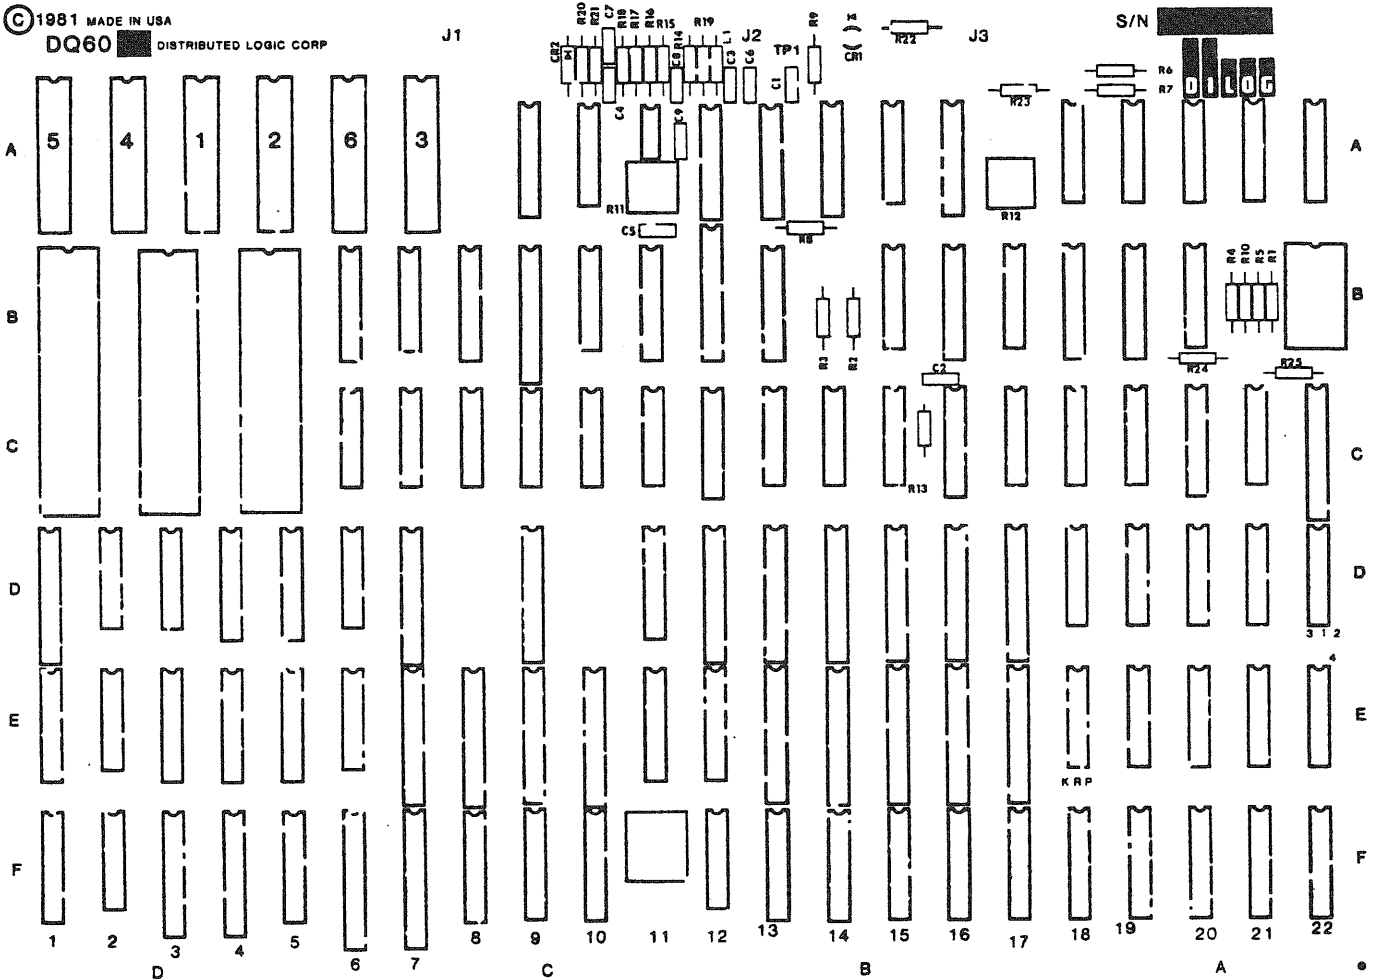 © 1981 MADE IN USA
DQ60 DISTRIBUTED LOGIC CORP
J1
J2
J3
S/N
DILOG
CR2
R20
R21
C7
R18
R17
R16
R15
C8
R14
R19
L1
C3
C6
TP1
C1
R9
CR1
R22
R6
R7
R23
C4
C9
A
5
4
1
2
6
3
R11
R12
A
C5
R8
B
R3
R2
R4
R10
R5
R1
B
R24
R25
C2
C
R13
C
D
D
3 1 2
4
E
E
KRP
F
F
1
2
3
4
5
6
7
8
9
10
11
12
13
14
15
16
17
18
19
20
21
22
D
C
B
A